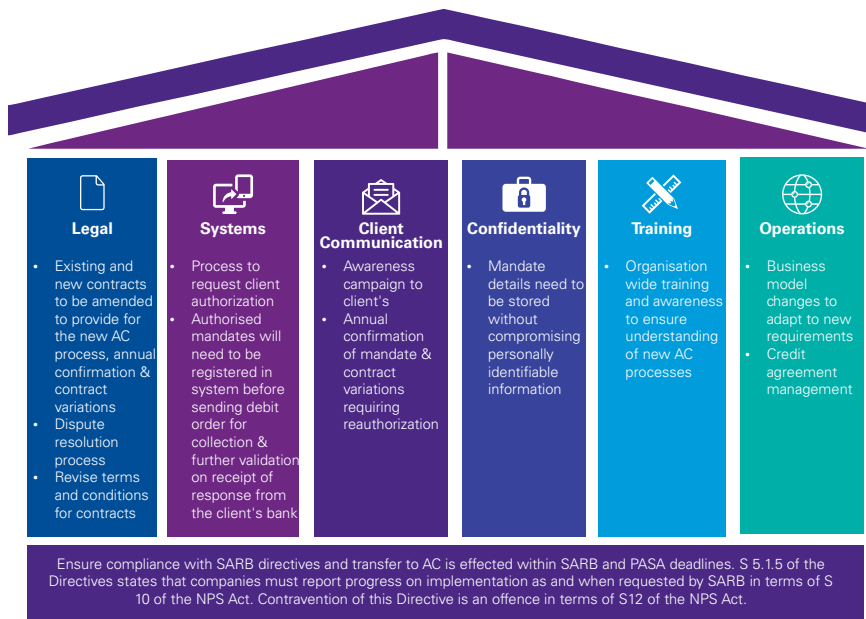 Legal
• Existing and
new contracts
to be amended
to provide for
the new AC
process, annual
confirmation &
contract
variations
• Dispute
resolution
process
• Revise terms
and conditions
for contracts
Systems
• Process to
request client
authorization
• Authorised
mandates will
need to be
registered in
system before
sending debit
order for
collection &
further validation
on receipt of
response from
the client's bank
Client
Communication
• Awareness
campaign to
client's
• Annual
confirmation
of mandate &
contract
variations
requiring
reauthorization
Confidentiality
• Mandate
details need to
be stored
without
compromising
personally
identifiable
information
Training
• Organisation
wide training
and awareness
to ensure
understanding
of new AC
processes
Operations
• Business
model
changes to
adapt to new
requirements
• Credit
agreement
management
Ensure compliance with SARB directives and transfer to AC is effected within SARB and PASA deadlines. S 5.1.5 of the
Directives states that companies must report progress on implementation as and when requested by SARB in terms of S
10 of the NPS Act. Contravention of this Directive is an offence in terms of S12 of the NPS Act.